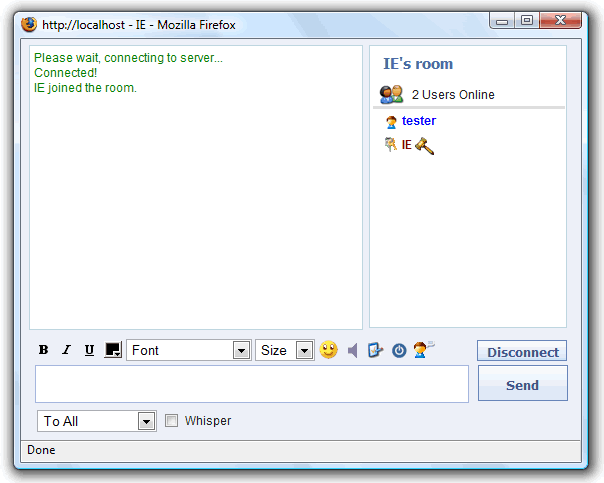 http://localhost - IE - Mozilla Firefox
Please wait, connecting to server...
Connected!
IE joined the room.
IE's room
2 Users Online
tester
IE
B I U Font Size
Disconnect
Send
To All Whisper
Done